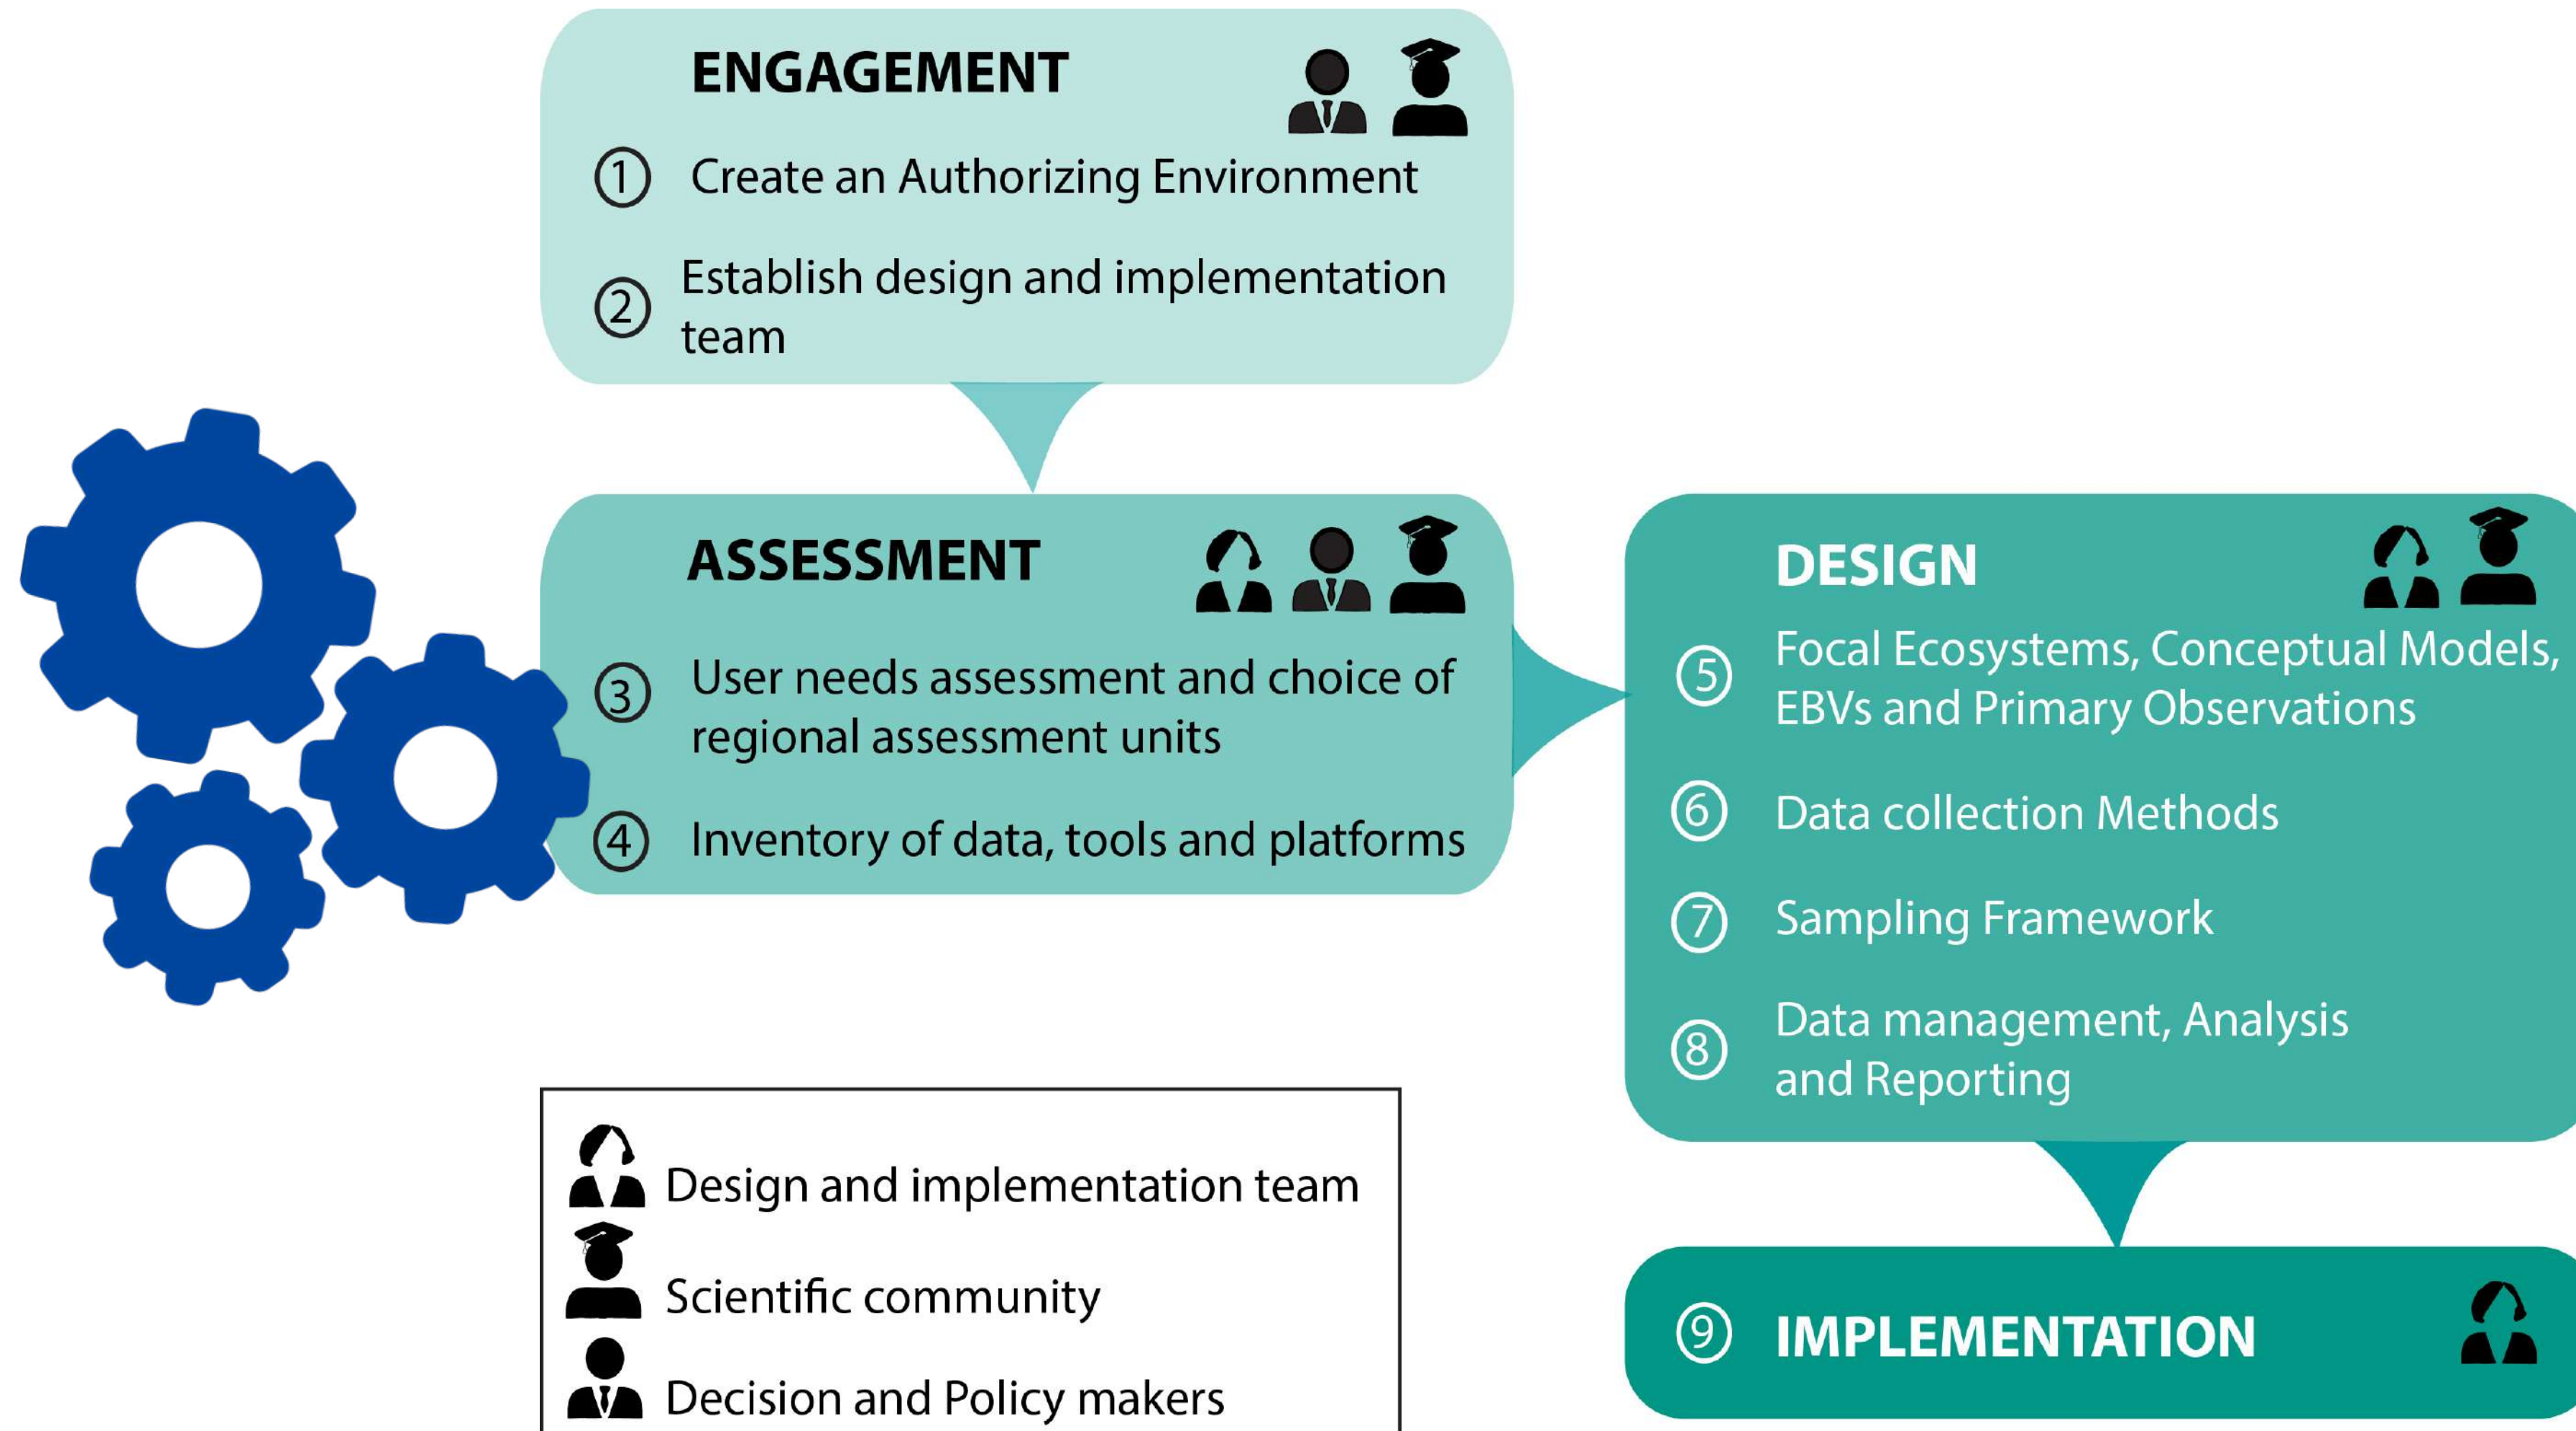 ENGAGEMENT
1 Create an Authorizing Environment
2 Establish design and implementation
team
ASSESSMENT
3 User needs assessment and choice of
regional assessment units
4 Inventory of data, tools and platforms
DESIGN
5 Focal Ecosystems, Conceptual Models,
EBVs and Primary Observations
6 Data collection Methods
7 Sampling Framework
8 Data management, Analysis
and Reporting
9 IMPLEMENTATION
Design and implementation team
Scientific community
Decision and Policy makers